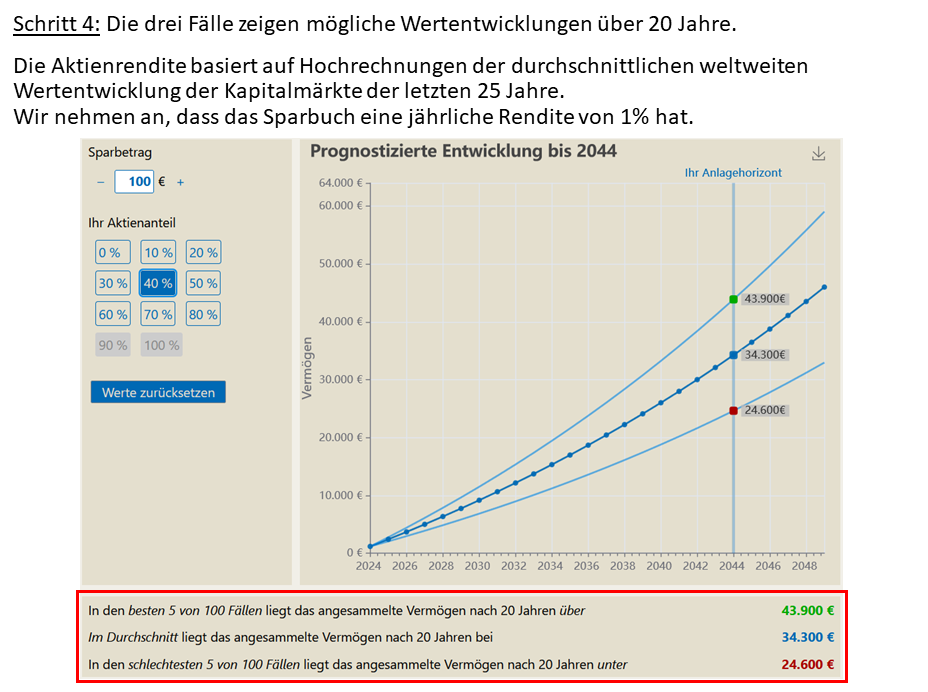 Schritt 4: Die drei Fälle zeigen mögliche Wertentwicklungen über 20 Jahre.
Die Aktienrendite basiert auf Hochrechnungen der durchschnittlichen weltweiten
Wertentwicklung der Kapitalmärkte der letzten 25 Jahre.
Wir nehmen an, dass das Sparbuch eine jährliche Rendite von 1% hat.
Sparbetrag
− 100 € +
Ihr Aktienanteil
0 % 10 % 20 %
30 % 40 % 50 %
60 % 70 % 80 %
90 % 100 %
Werte zurücksetzen
Prognostizierte Entwicklung bis 2044
Ihr Anlagehorizont
64.000 €
60.000 €
50.000 €
40.000 €
30.000 €
20.000 €
10.000 €
0 €
Vermögen
43.900€
34.300€
24.600€
2024 2026 2028 2030 2032 2034 2036 2038 2040 2042 2044 2046 2048
In den besten 5 von 100 Fällen liegt das angesammelte Vermögen nach 20 Jahren über 43.900 €
Im Durchschnitt liegt das angesammelte Vermögen nach 20 Jahren bei 34.300 €
In den schlechtesten 5 von 100 Fällen liegt das angesammelte Vermögen nach 20 Jahren unter 24.600 €